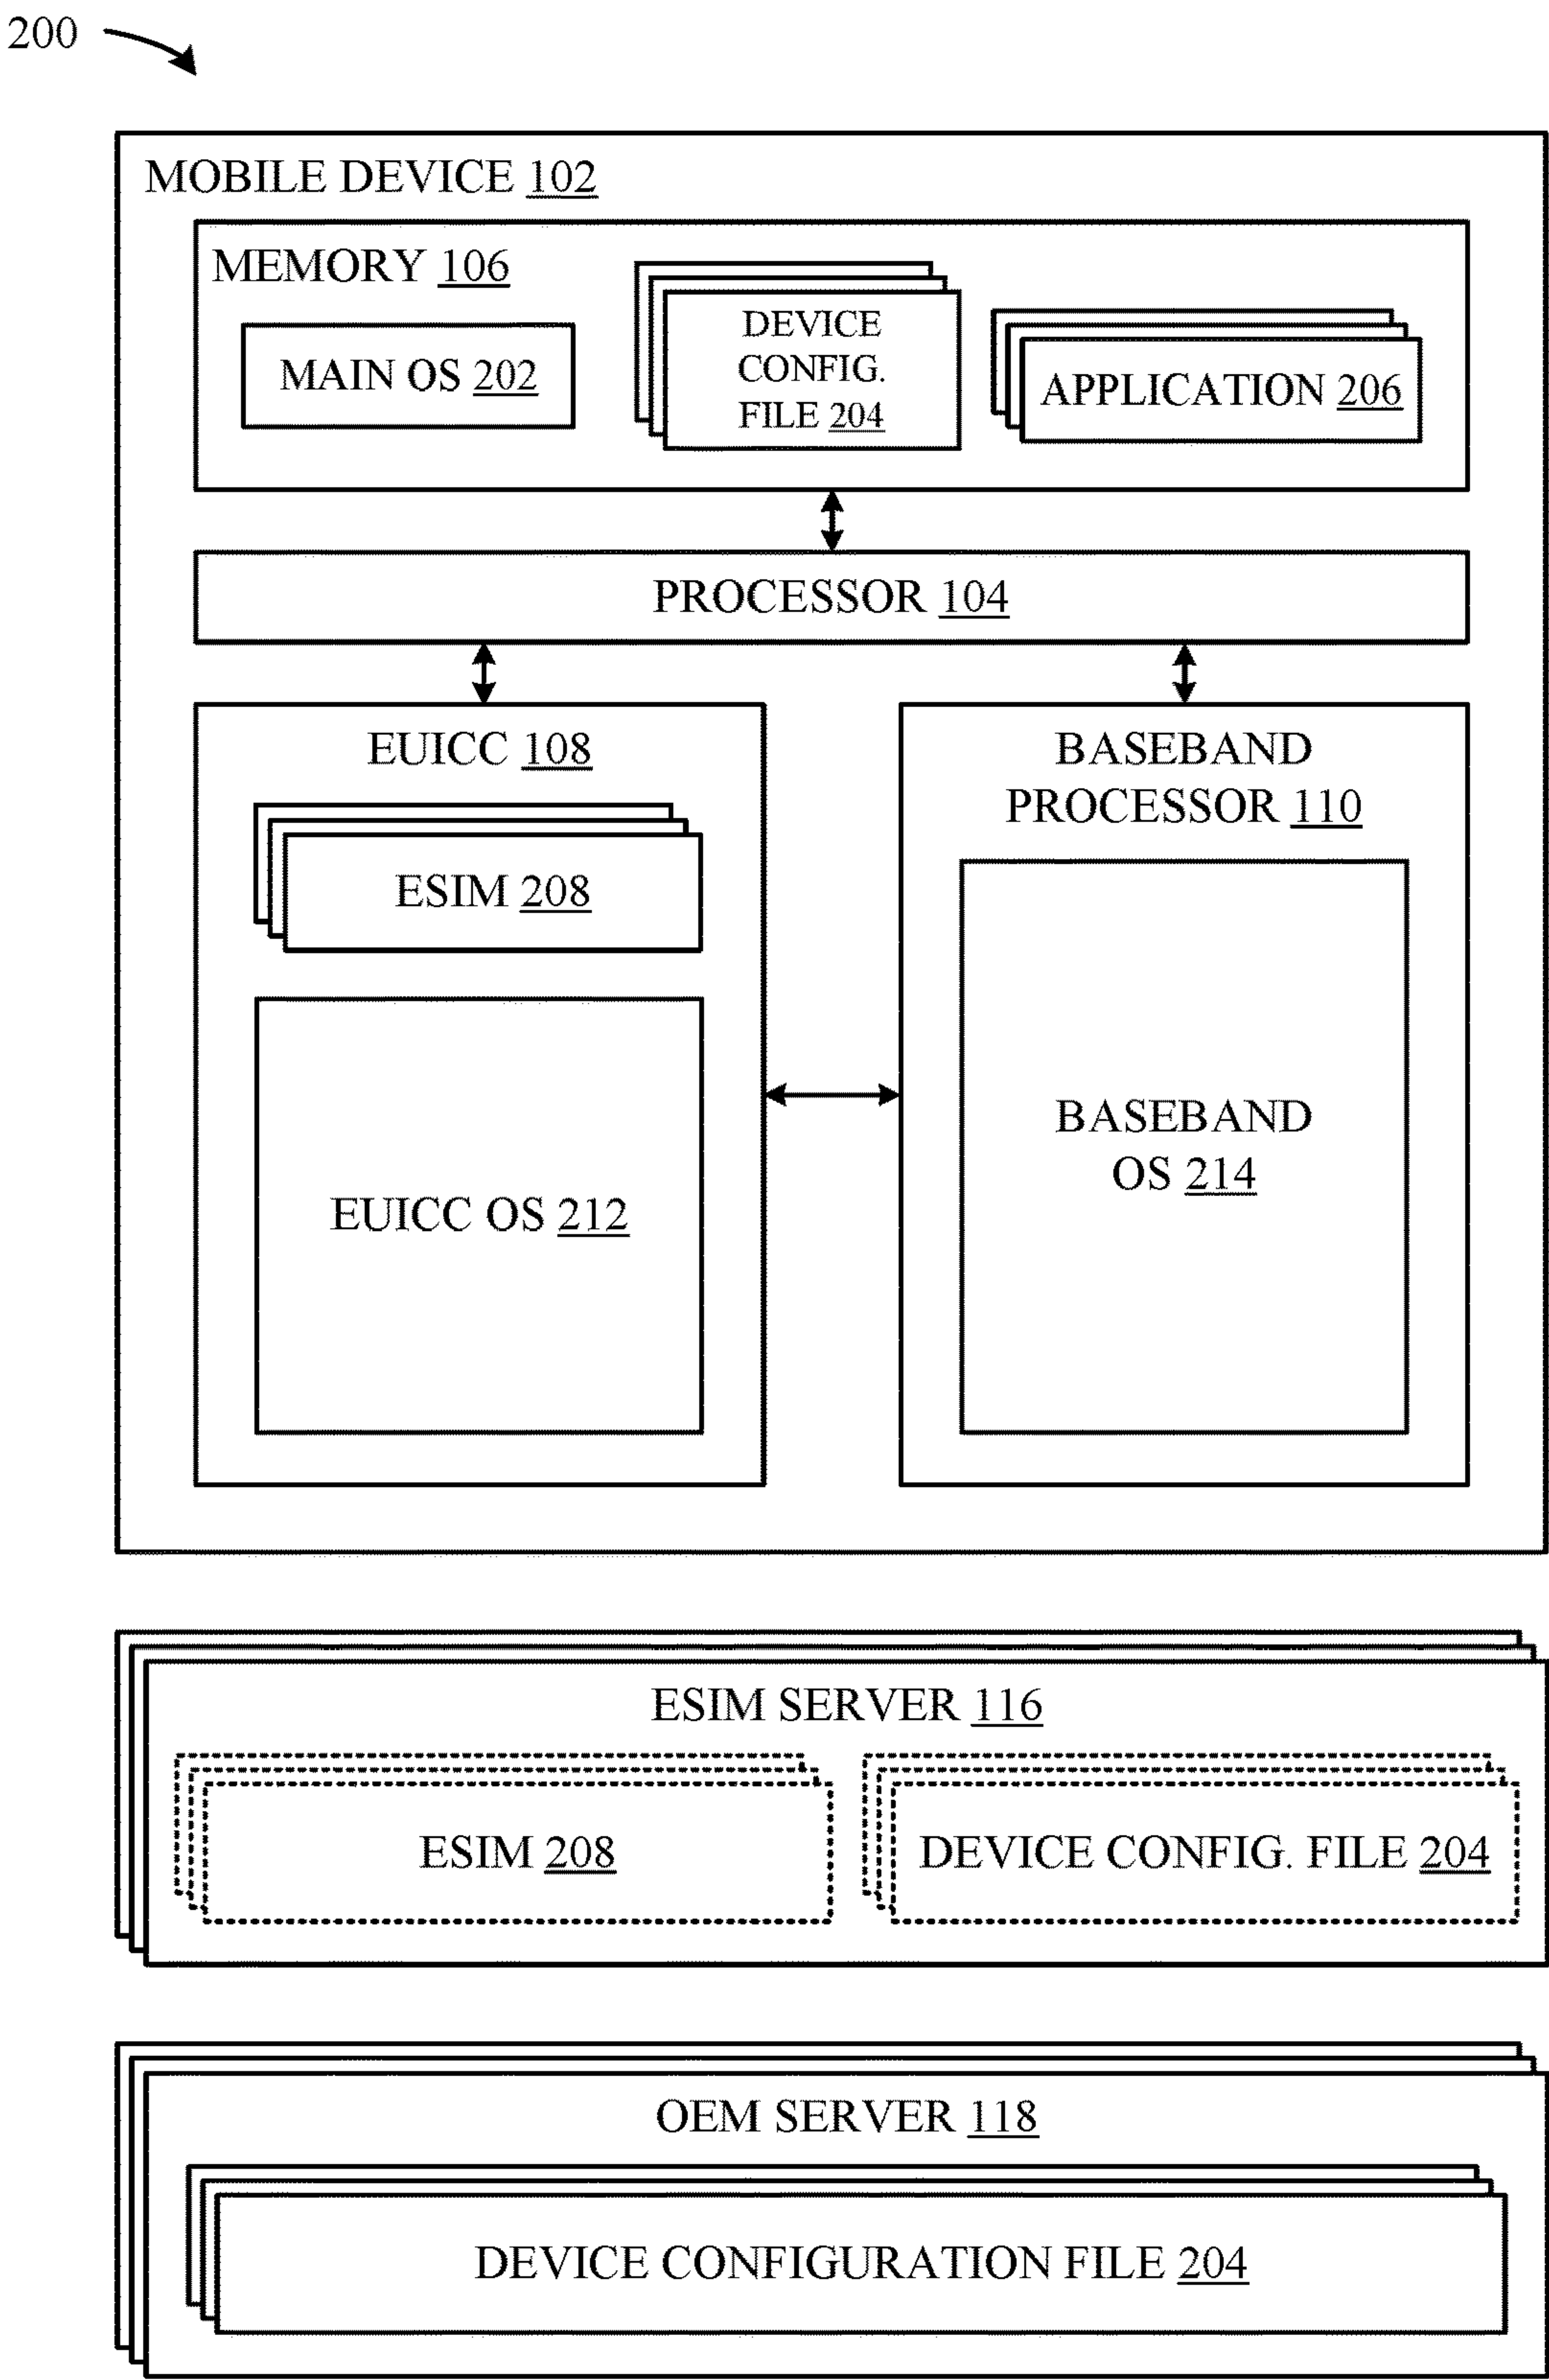 200
MOBILE DEVICE 102
MEMORY 106
MAIN OS 202
DEVICE
CONFIG.
FILE 204
APPLICATION 206
PROCESSOR 104
EUICC 108
ESIM 208
EUICC OS 212
BASEBAND
PROCESSOR 110
BASEBAND
OS 214
ESIM SERVER 116
ESIM 208
DEVICE CONFIG. FILE 204
OEM SERVER 118
DEVICE CONFIGURATION FILE 204